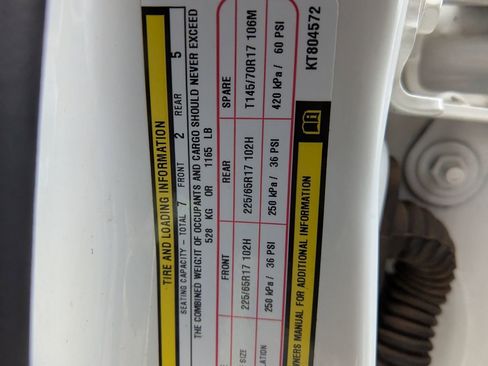 TIRE AND LOADING INFORMATION
SEATING CAPACITY - TOTAL 7 FRONT 2 REAR 5
THE COMBINED WEIGHT OF OCCUPANTS AND CARGO SHOULD NEVER EXCEED
528 KG OR 1165 LB
FRONT REAR SPARE
SIZE 225/65R17 102H 225/65R17 102H T145/70R17 106M
LATION 250 kPa / 36 PSI 250 kPa / 36 PSI 420 kPa / 60 PSI
WNERS MANUAL FOR ADDITIONAL INFORMATION
KT804572